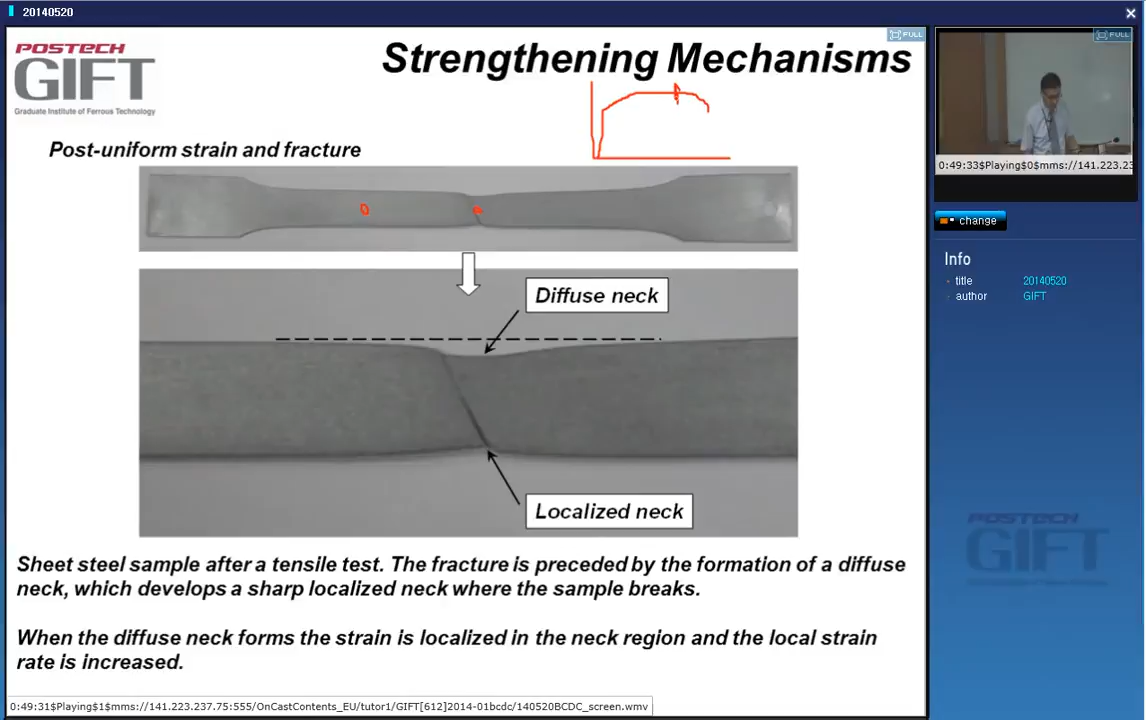 20140520
POSTECH
GIFT
Graduate Institute of Ferrous Technology
FULL
Strengthening Mechanisms
Post-uniform strain and fracture
Diffuse neck
Localized neck
Sheet steel sample after a tensile test. The fracture is preceded by the formation of a diffuse
neck, which develops a sharp localized neck where the sample breaks.
When the diffuse neck forms the strain is localized in the neck region and the local strain
rate is increased.
0:49:31$Playing$1$mms://141.223.237.75:555/OnCastContents_EU/tutor1/GIFT[612]2014-01bcdc/140520BCDC_screen.wmv
FULL
0:49:33$Playing$0$mms://141.223.23
change
Info
title 20140520
author GIFT
POSTECH
GIFT